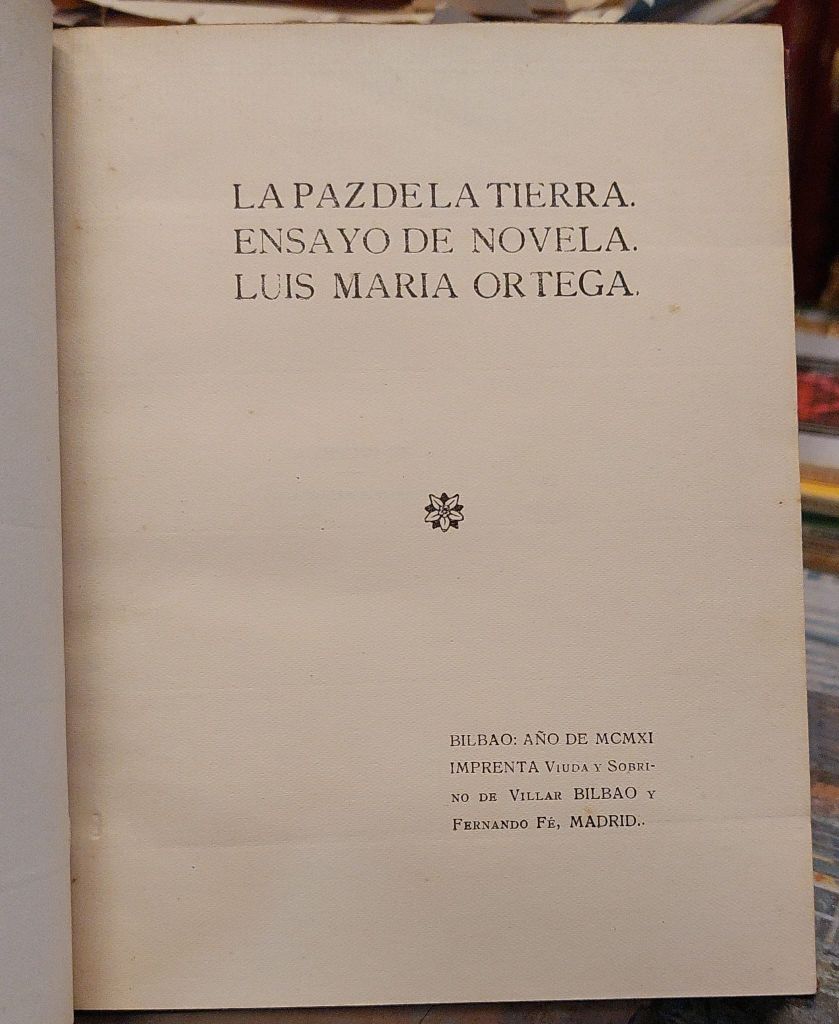 LA PAZ DE LA TIERRA.
ENSAYO DE NOVELA.
LUIS MARIA ORTEGA.
BILBAO: AÑO DE MCMXI
IMPRENTA Viuda y Sobri-
no de Villar BILBAO y
Fernando Fé, MADRID..